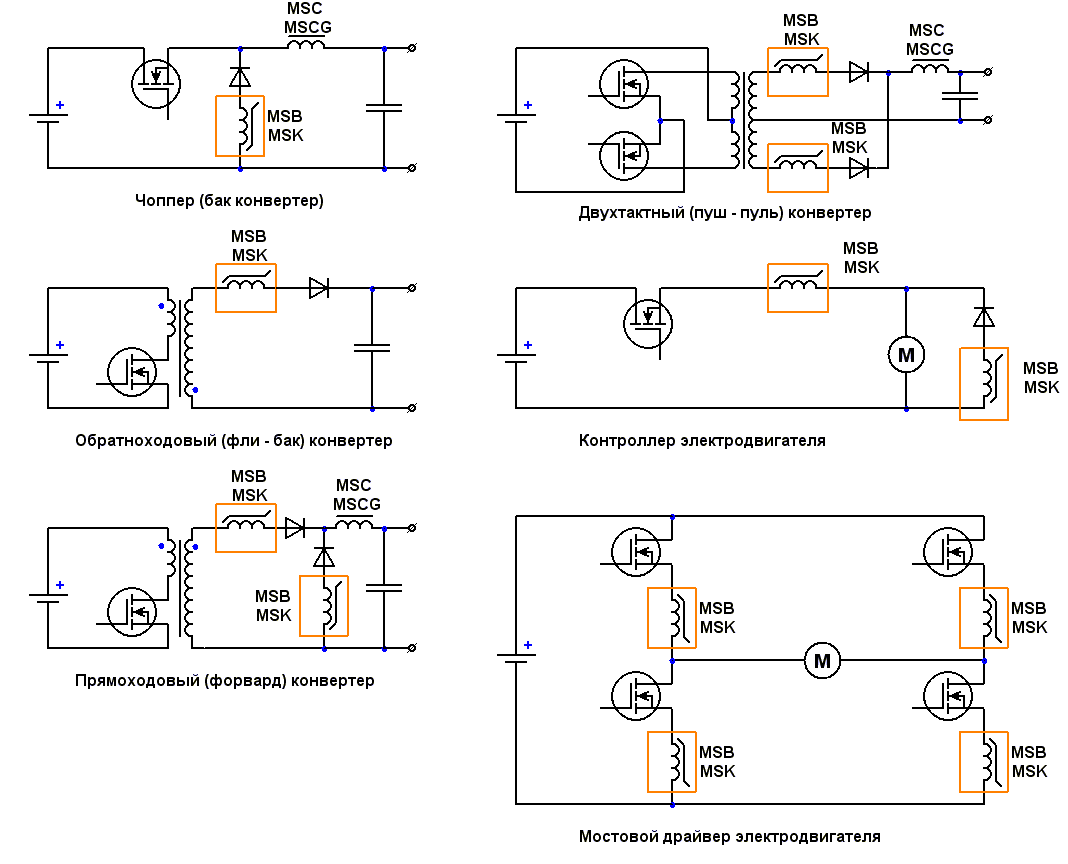 MSC
MSCG
+
MSB
MSK
Чоппер (бак конвертер)
MSB
MSK
MSC
MSCG
+
MSB
MSK
Двухтактный (пуш - пуль) конвертер
MSB
MSK
+
Обратноходовый (фли - бак) конвертер
MSB
MSK
+
M
MSB
MSK
Контроллер электродвигателя
MSB
MSK
MSC
MSCG
+
MSB
MSK
Прямоходовый (форвард) конвертер
MSB
MSK
MSB
MSK
+
M
MSB
MSK
MSB
MSK
Мостовой драйвер электродвигателя